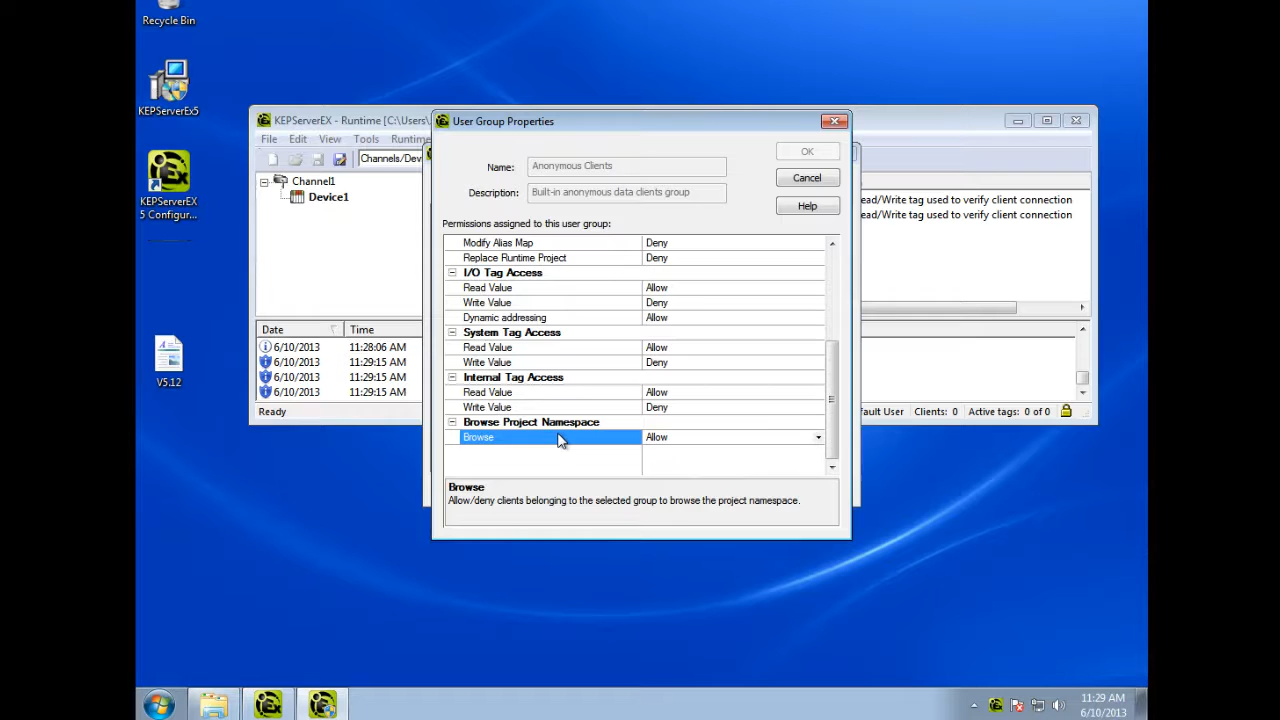 Recycle Bin
KEPServerEx5
KEPServerEX
5 Configur...
V5.12
KEPServerEX - Runtime [C:\Users\
File Edit View Tools Runtime
Channels/Dev
Channel1
Device1
ead/Write tag used to verify client connection
ead/Write tag used to verify client connection
Date Time
6/10/2013 11:28:06 AM
6/10/2013 11:29:15 AM
6/10/2013 11:29:15 AM
6/10/2013 11:29:15 AM
Ready
fault User Clients: 0 Active tags: 0 of 0
User Group Properties
Name: Anonymous Clients
Description: Built-in anonymous data clients group
OK
Cancel
Help
Permissions assigned to this user group:
Modify Alias Map Deny
Replace Runtime Project Deny
I/O Tag Access
Read Value Allow
Write Value Deny
Dynamic addressing Allow
System Tag Access
Read Value Allow
Write Value Deny
Internal Tag Access
Read Value Allow
Write Value Deny
Browse Project Namespace
Browse Allow
Browse
Allow/deny clients belonging to the selected group to browse the project namespace.
11:29 AM
6/10/2013